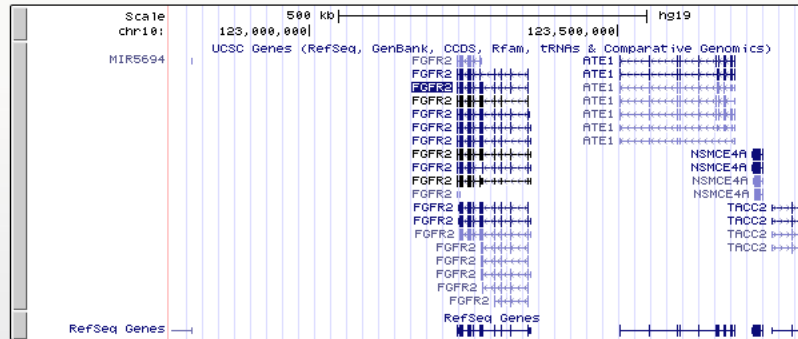 Scale 500 kb hg19
chr10: 123,000,000 123,500,000
UCSC Genes (RefSeq, GenBank, CCDS, Rfam, tRNAs & Comparative Genomics)
MIR5694 FGFR2 ATE1
FGFR2 ATE1
FGFR2 ATE1
FGFR2 ATE1
FGFR2 ATE1
FGFR2 ATE1
FGFR2 ATE1
FGFR2 NSMCE4A
FGFR2 NSMCE4A
FGFR2 NSMCE4A
FGFR2 NSMCE4A
FGFR2 TACC2
FGFR2 TACC2
FGFR2 TACC2
FGFR2 TACC2
FGFR2
FGFR2
FGFR2
FGFR2
RefSeq Genes
RefSeq Genes